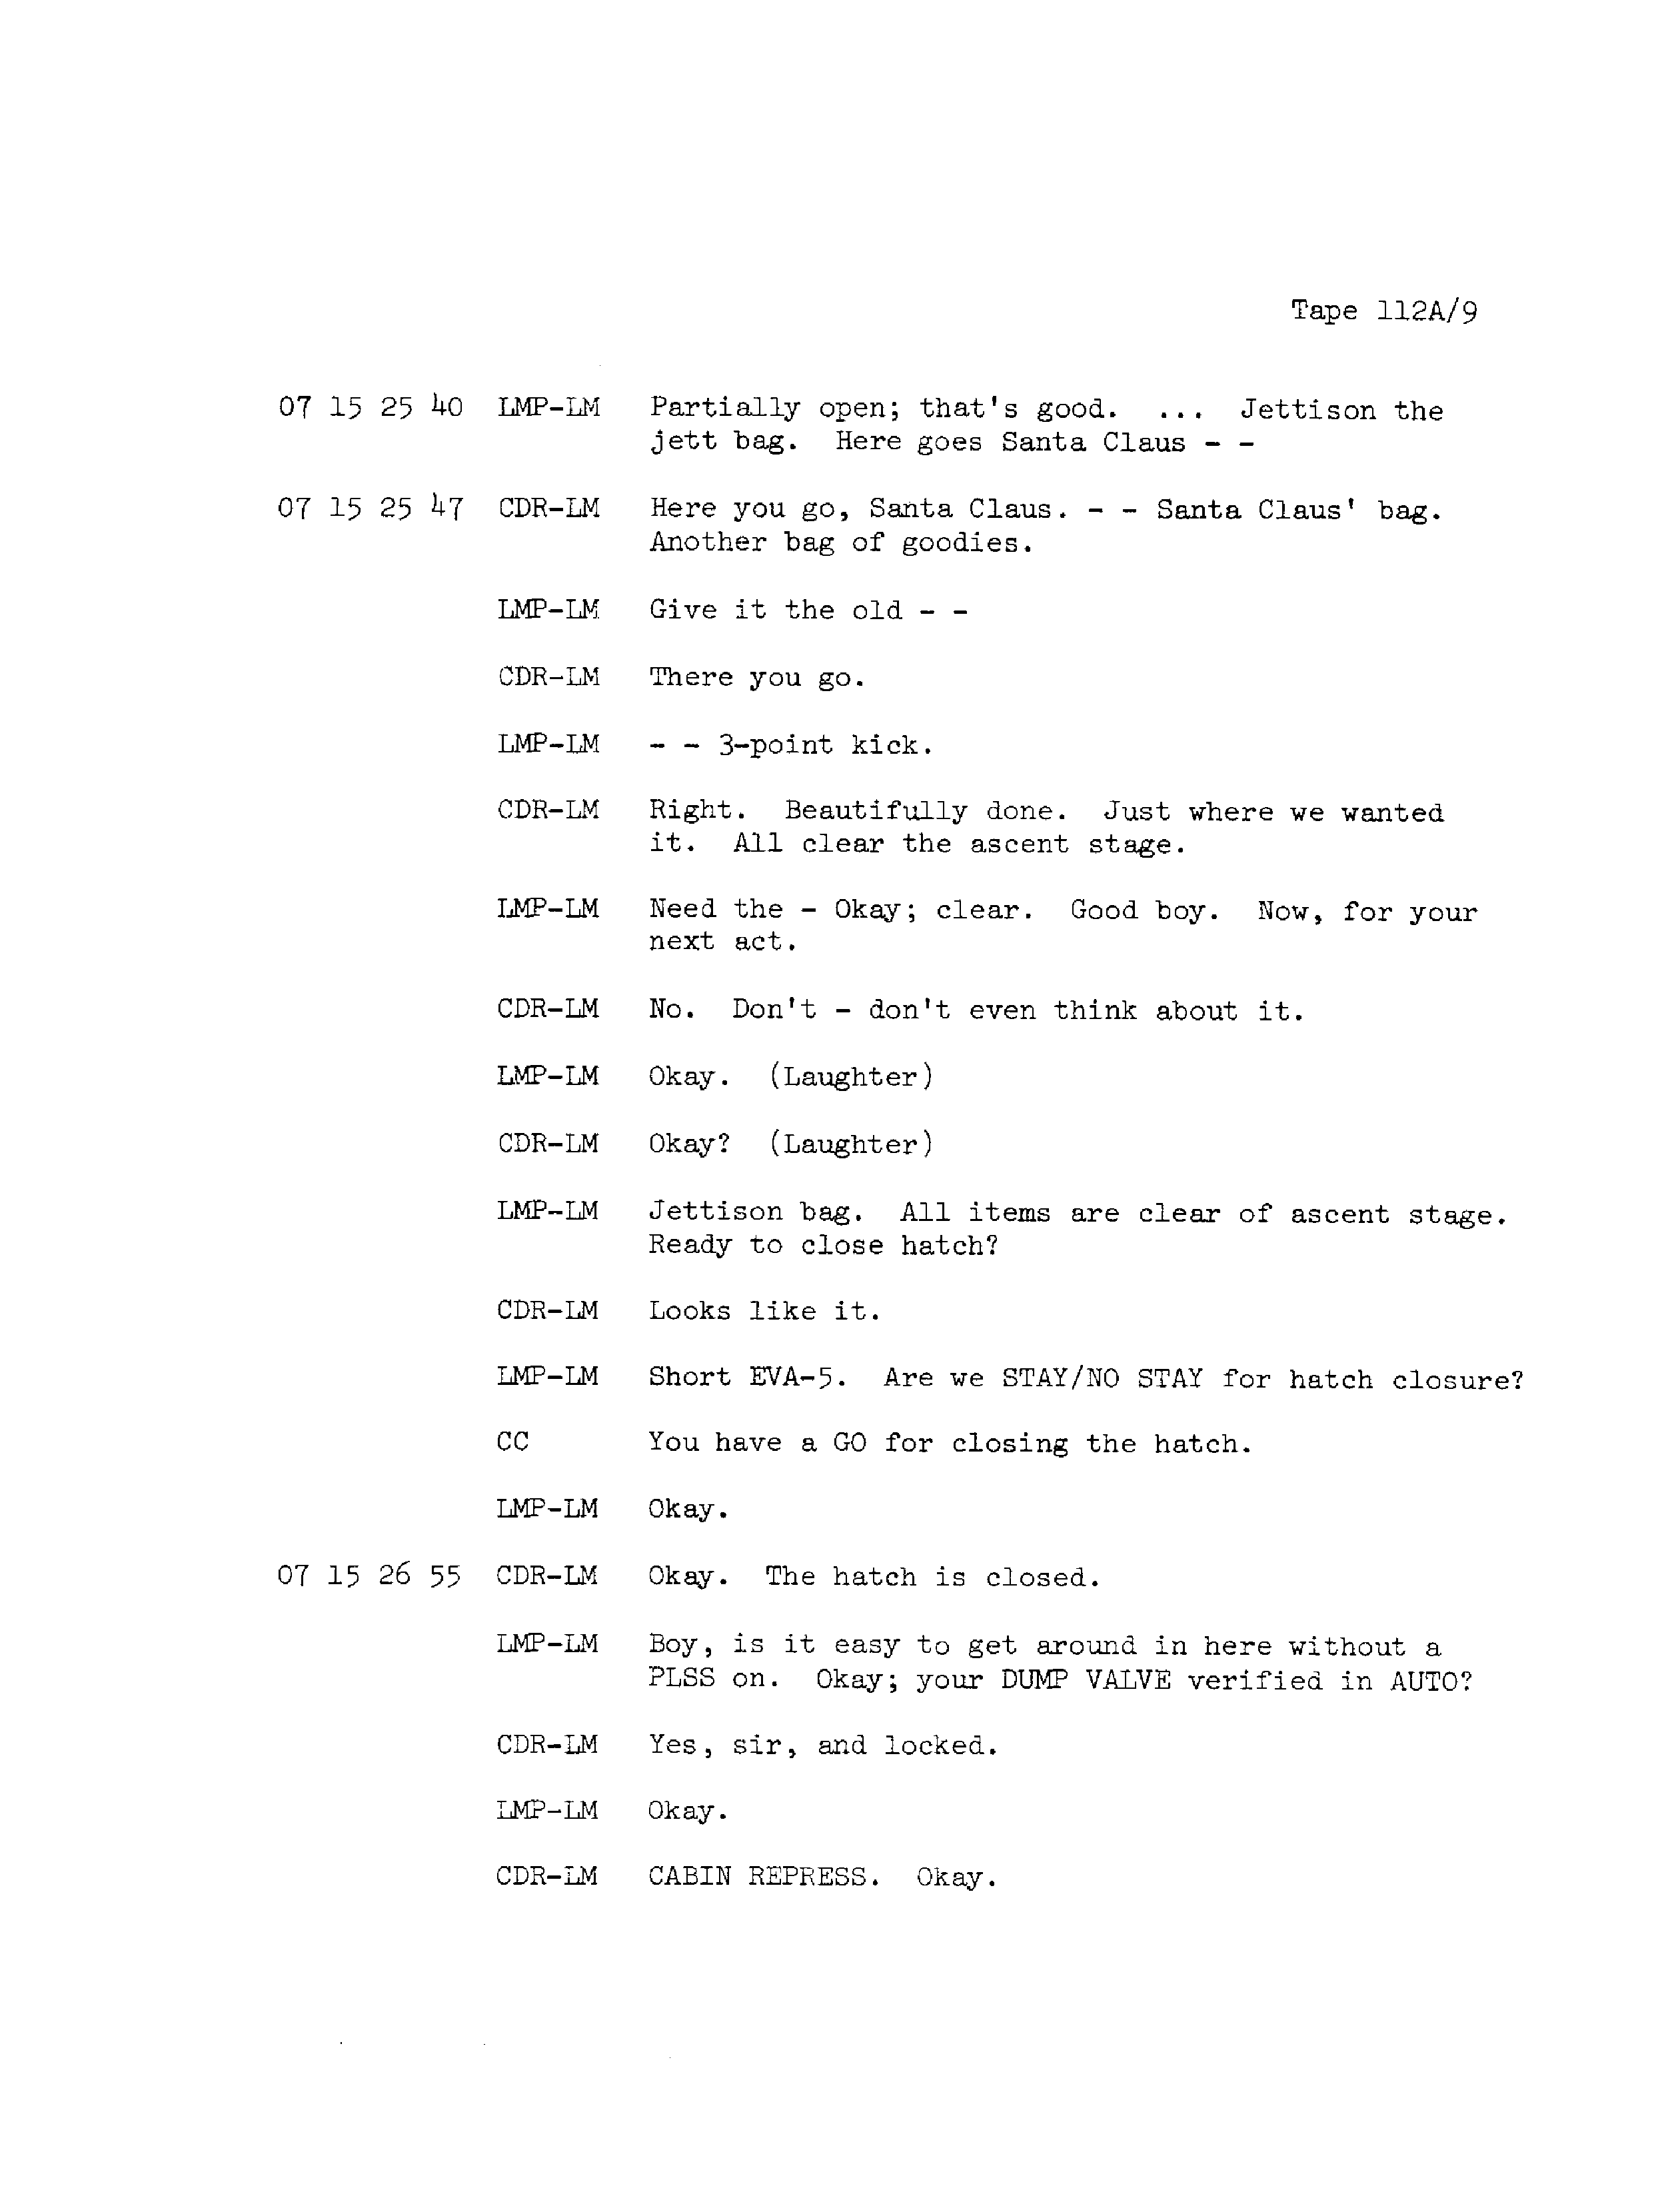 Tape 112A/9
07 15 25 40 LMP-LM Partially open; that's good. ... Jettison the
jett bag. Here goes Santa Claus - -
07 15 25 47 CDR-LM Here you go, Santa Claus. - - Santa Claus' bag.
Another bag of goodies.
LMP-LM Give it the old - -
CDR-LM There you go.
LMP-LM - - 3-point kick.
CDR-LM Right. Beautifully done. Just where we wanted
it. All clear the ascent stage.
LMP-LM Need the - Okay; clear. Good boy. Now, for your
next act.
CDR-LM No. Don't - don't even think about it.
LMP-LM Okay. (Laughter)
CDR-LM Okay? (Laughter)
LMP-LM Jettison bag. All items are clear of ascent stage.
Ready to close hatch?
CDR-LM Looks like it.
LMP-LM Short EVA-5. Are we STAY/NO STAY for hatch closure?
CC You have a GO for closing the hatch.
LMP-LM Okay.
07 15 26 55 CDR-LM Okay. The hatch is closed.
LMP-LM Boy, is it easy to get around in here without a
PLSS on. Okay; your DUMP VALVE verified in AUTO?
CDR-LM Yes, sir, and locked.
LMP-LM Okay.
CDR-LM CABIN REPRESS. Okay.